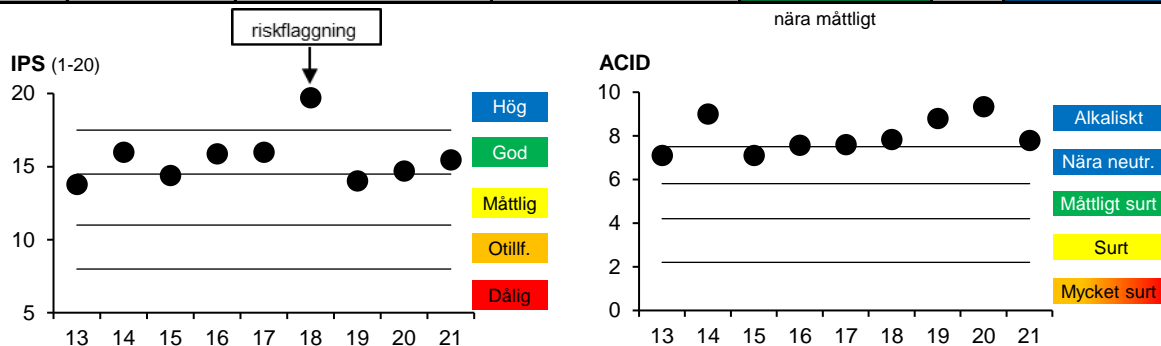 nära måttligt
riskflaggning
IPS (1-20)
20
15
10
5
13 14 15 16 17 18 19 20 21
Hög
God
Måttlig
Otillf.
Dålig
ACID
10
8
6
4
2
0
13 14 15 16 17 18 19 20 21
Alkaliskt
Nära neutr.
Måttligt surt
Surt
Mycket surt